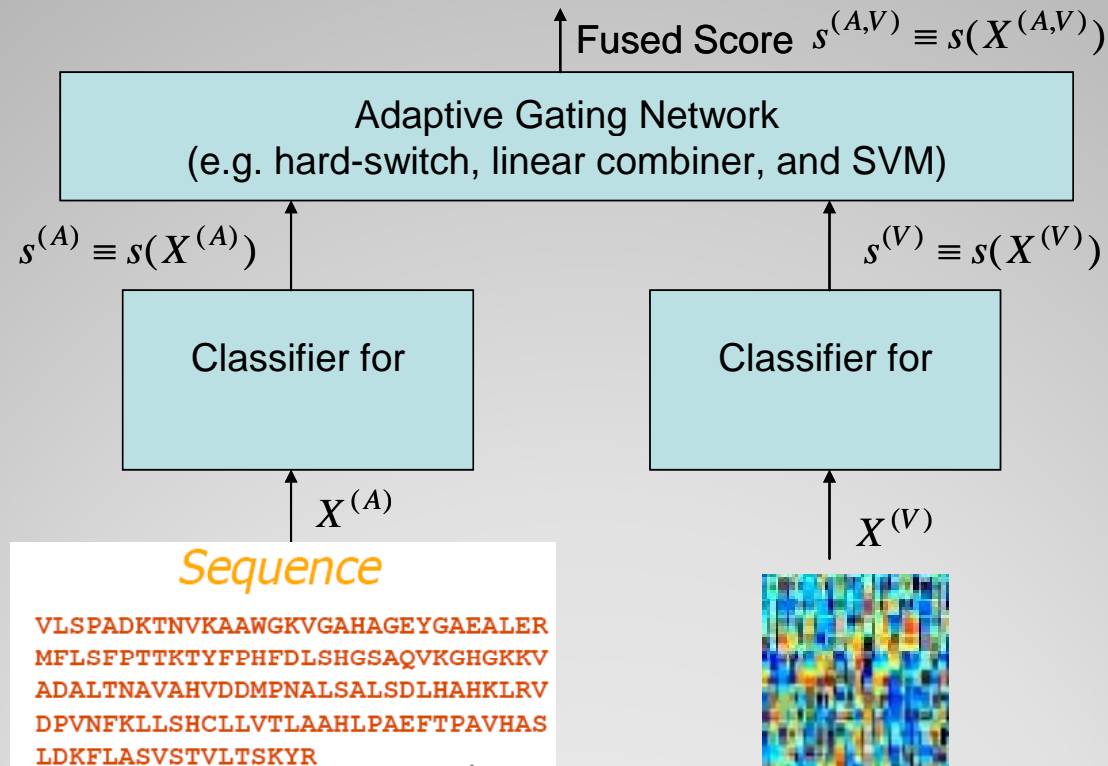 Fused Score s^(A,V) ≡ s(X^(A,V))
Adaptive Gating Network
(e.g. hard-switch, linear combiner, and SVM)
s^(A) ≡ s(X^(A))
s^(V) ≡ s(X^(V))
Classifier for
Classifier for
X^(A)
X^(V)
Sequence
VLSPADKTNVKAAWGKVGAHAGEYGAEALER
MFLSFPTTKTYFPHFDLSHGSAQVKGHGKKV
ADALTNAVAHVDDMPNALSALSDLHAHKLRV
DPVNFKLLSHCLLVTLAAHLPAEFTPAVHAS
LDKFLASVSTVLTSKYR